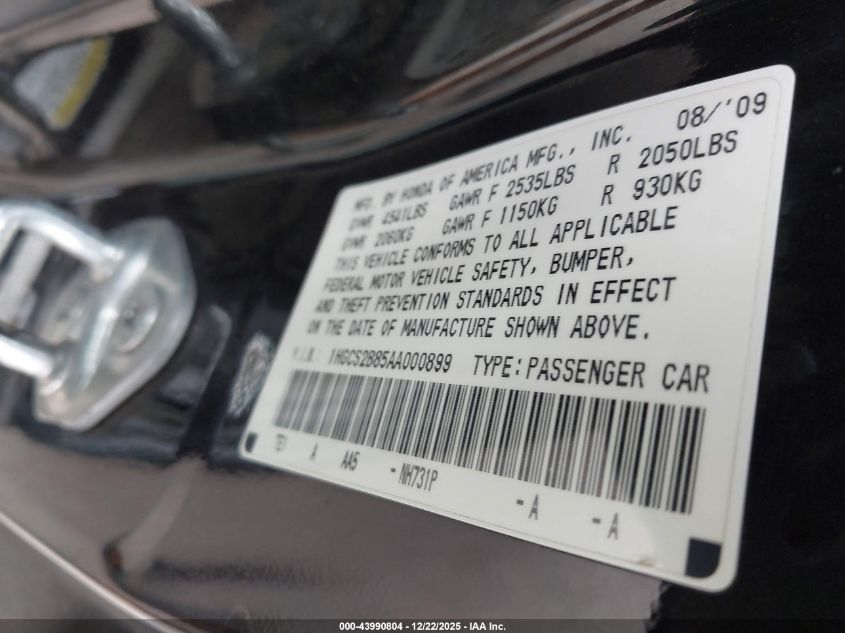 08/'09
MFG. BY HONDA OF AMERICA MFG., INC.
GVWR 4541LBS GAWR F 2535LBS R 2050LBS
GVWR 2060KG GAWR F 1150KG R 930KG
THIS VEHICLE CONFORMS TO ALL APPLICABLE
FEDERAL MOTOR VEHICLE SAFETY, BUMPER,
AND THEFT PREVENTION STANDARDS IN EFFECT
ON THE DATE OF MANUFACTURE SHOWN ABOVE.
V.I.N.: 1HGCS2B85AA000899 TYPE: PASSENGER CAR
A AA5 - NH731P - A - A
000-43990804 - 12/22/2025 - IAA Inc.